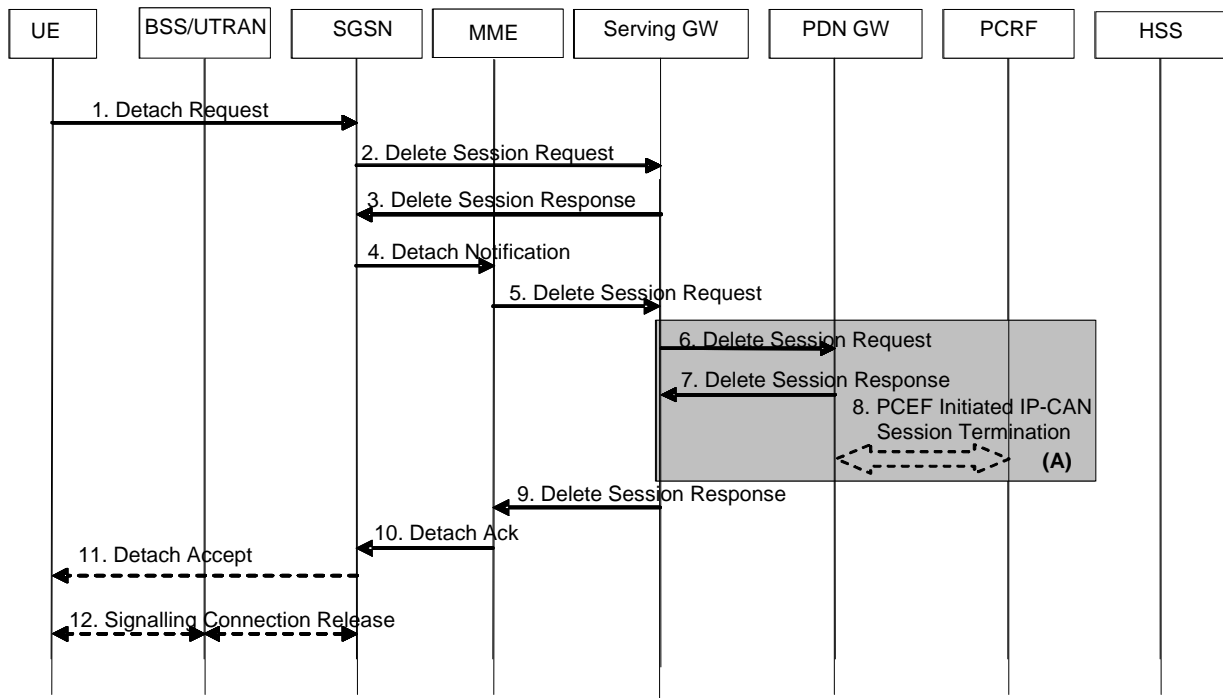 UE
BSS/UTRAN
SGSN
MME
Serving GW
PDN GW
PCRF
HSS
1. Detach Request
2. Delete Session Request
3. Delete Session Response
4. Detach Notification
5. Delete Session Request
6. Delete Session Request
7. Delete Session Response
8. PCEF Initiated IP-CAN
Session Termination
(A)
9. Delete Session Response
10. Detach Ack
11. Detach Accept
12. Signalling Connection Release